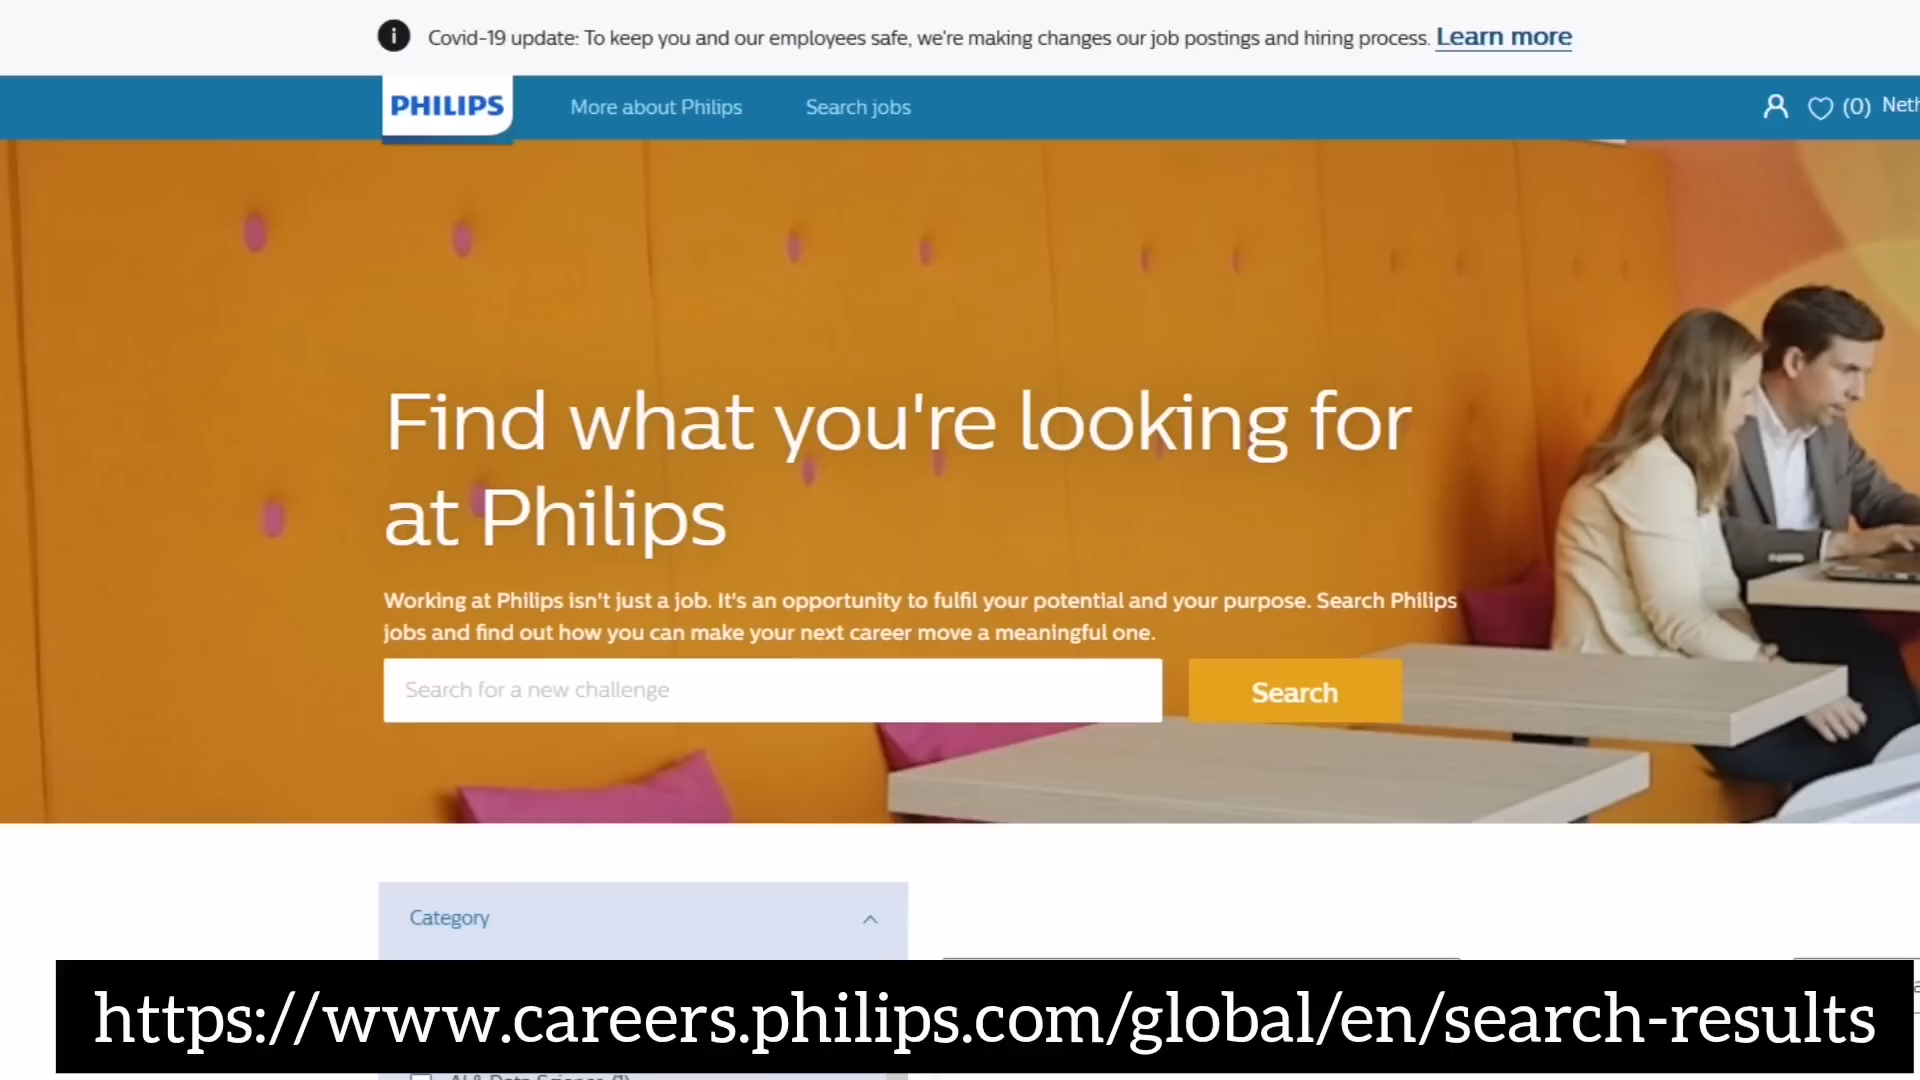 Covid-19 update: To keep you and our employees safe, we're making changes our job postings and hiring process. Learn more
PHILIPS
More about Philips
Search jobs
(0)
Find what you're looking for
at Philips
Working at Philips isn't just a job. It's an opportunity to fulfil your potential and your purpose. Search Philips
jobs and find out how you can make your next career move a meaningful one.
Search for a new challenge
Search
Category
https://www.careers.philips.com/global/en/search-results
AI & Data Science (1)